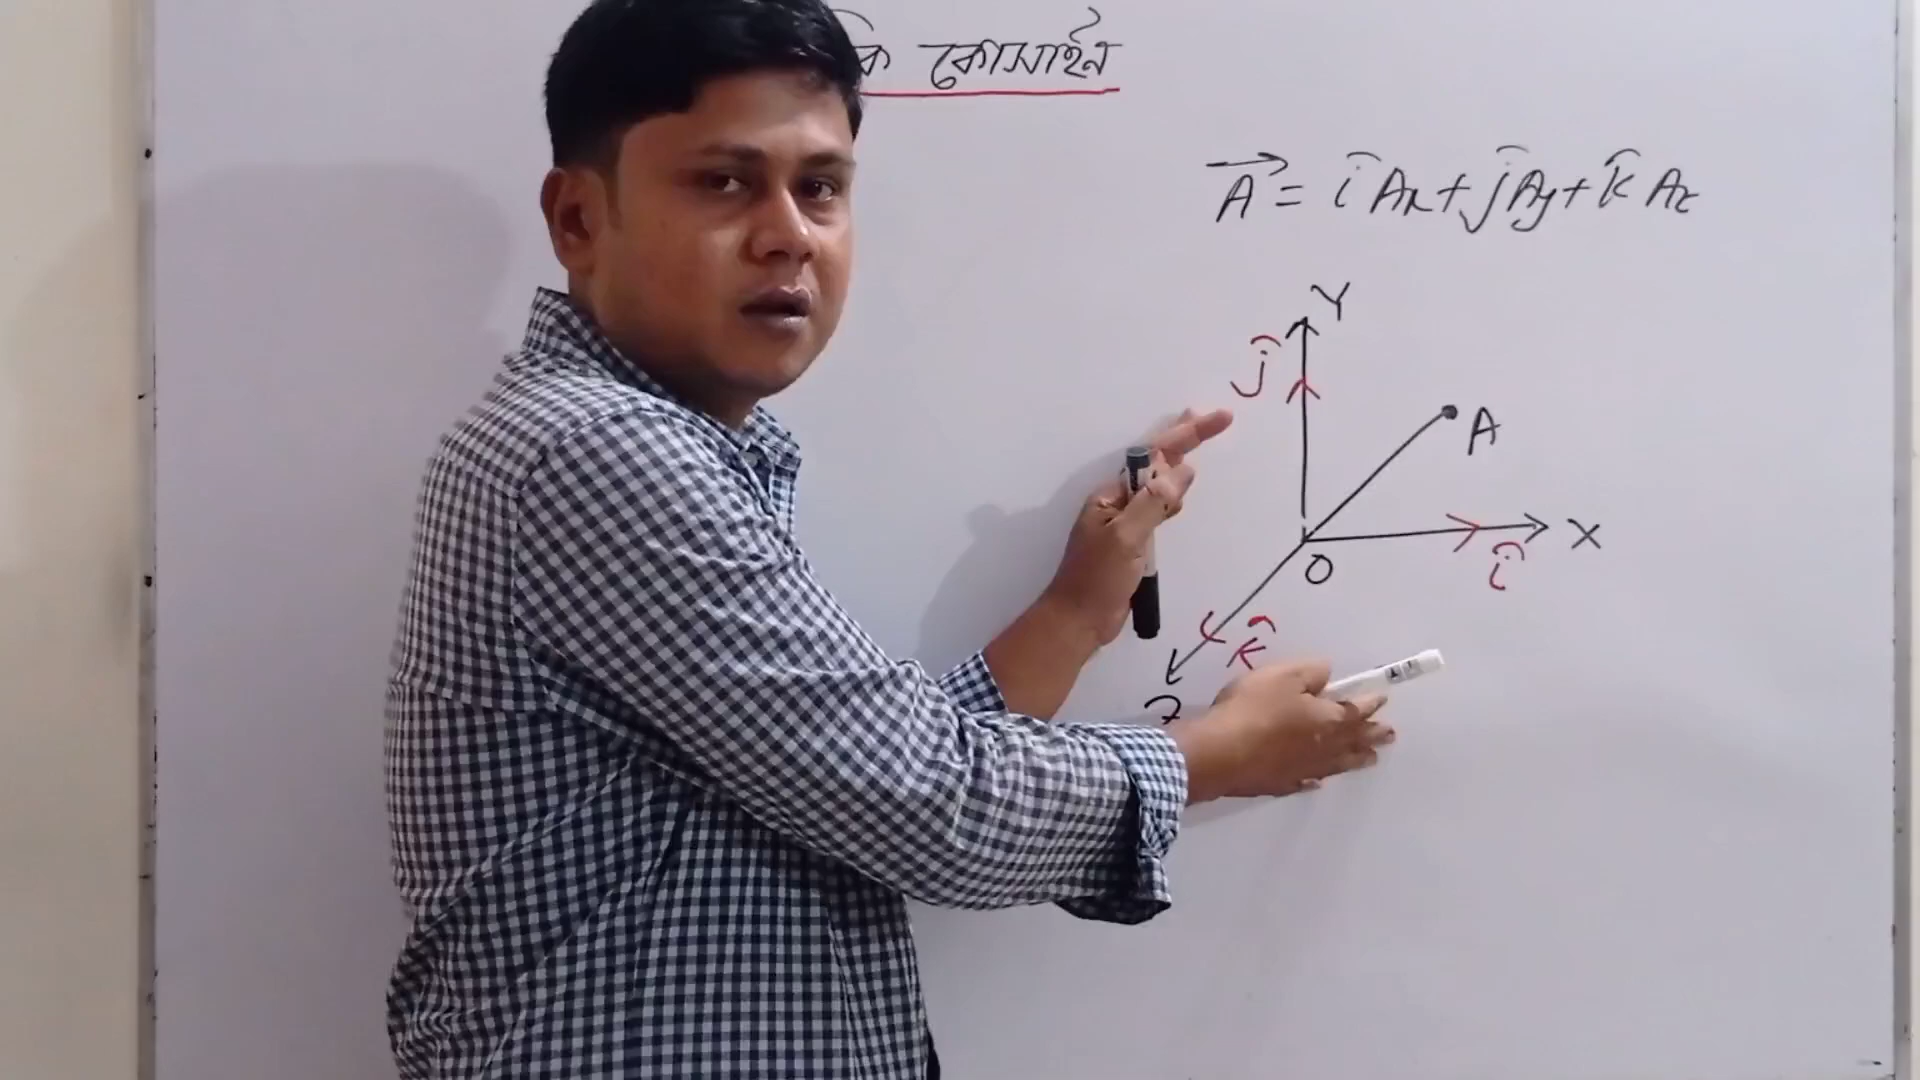 কোসাইন
A⃗ = î Ax + ĵ Ay + k̂ Az
Y
ĵ
A
X
O
î
k̂
Z